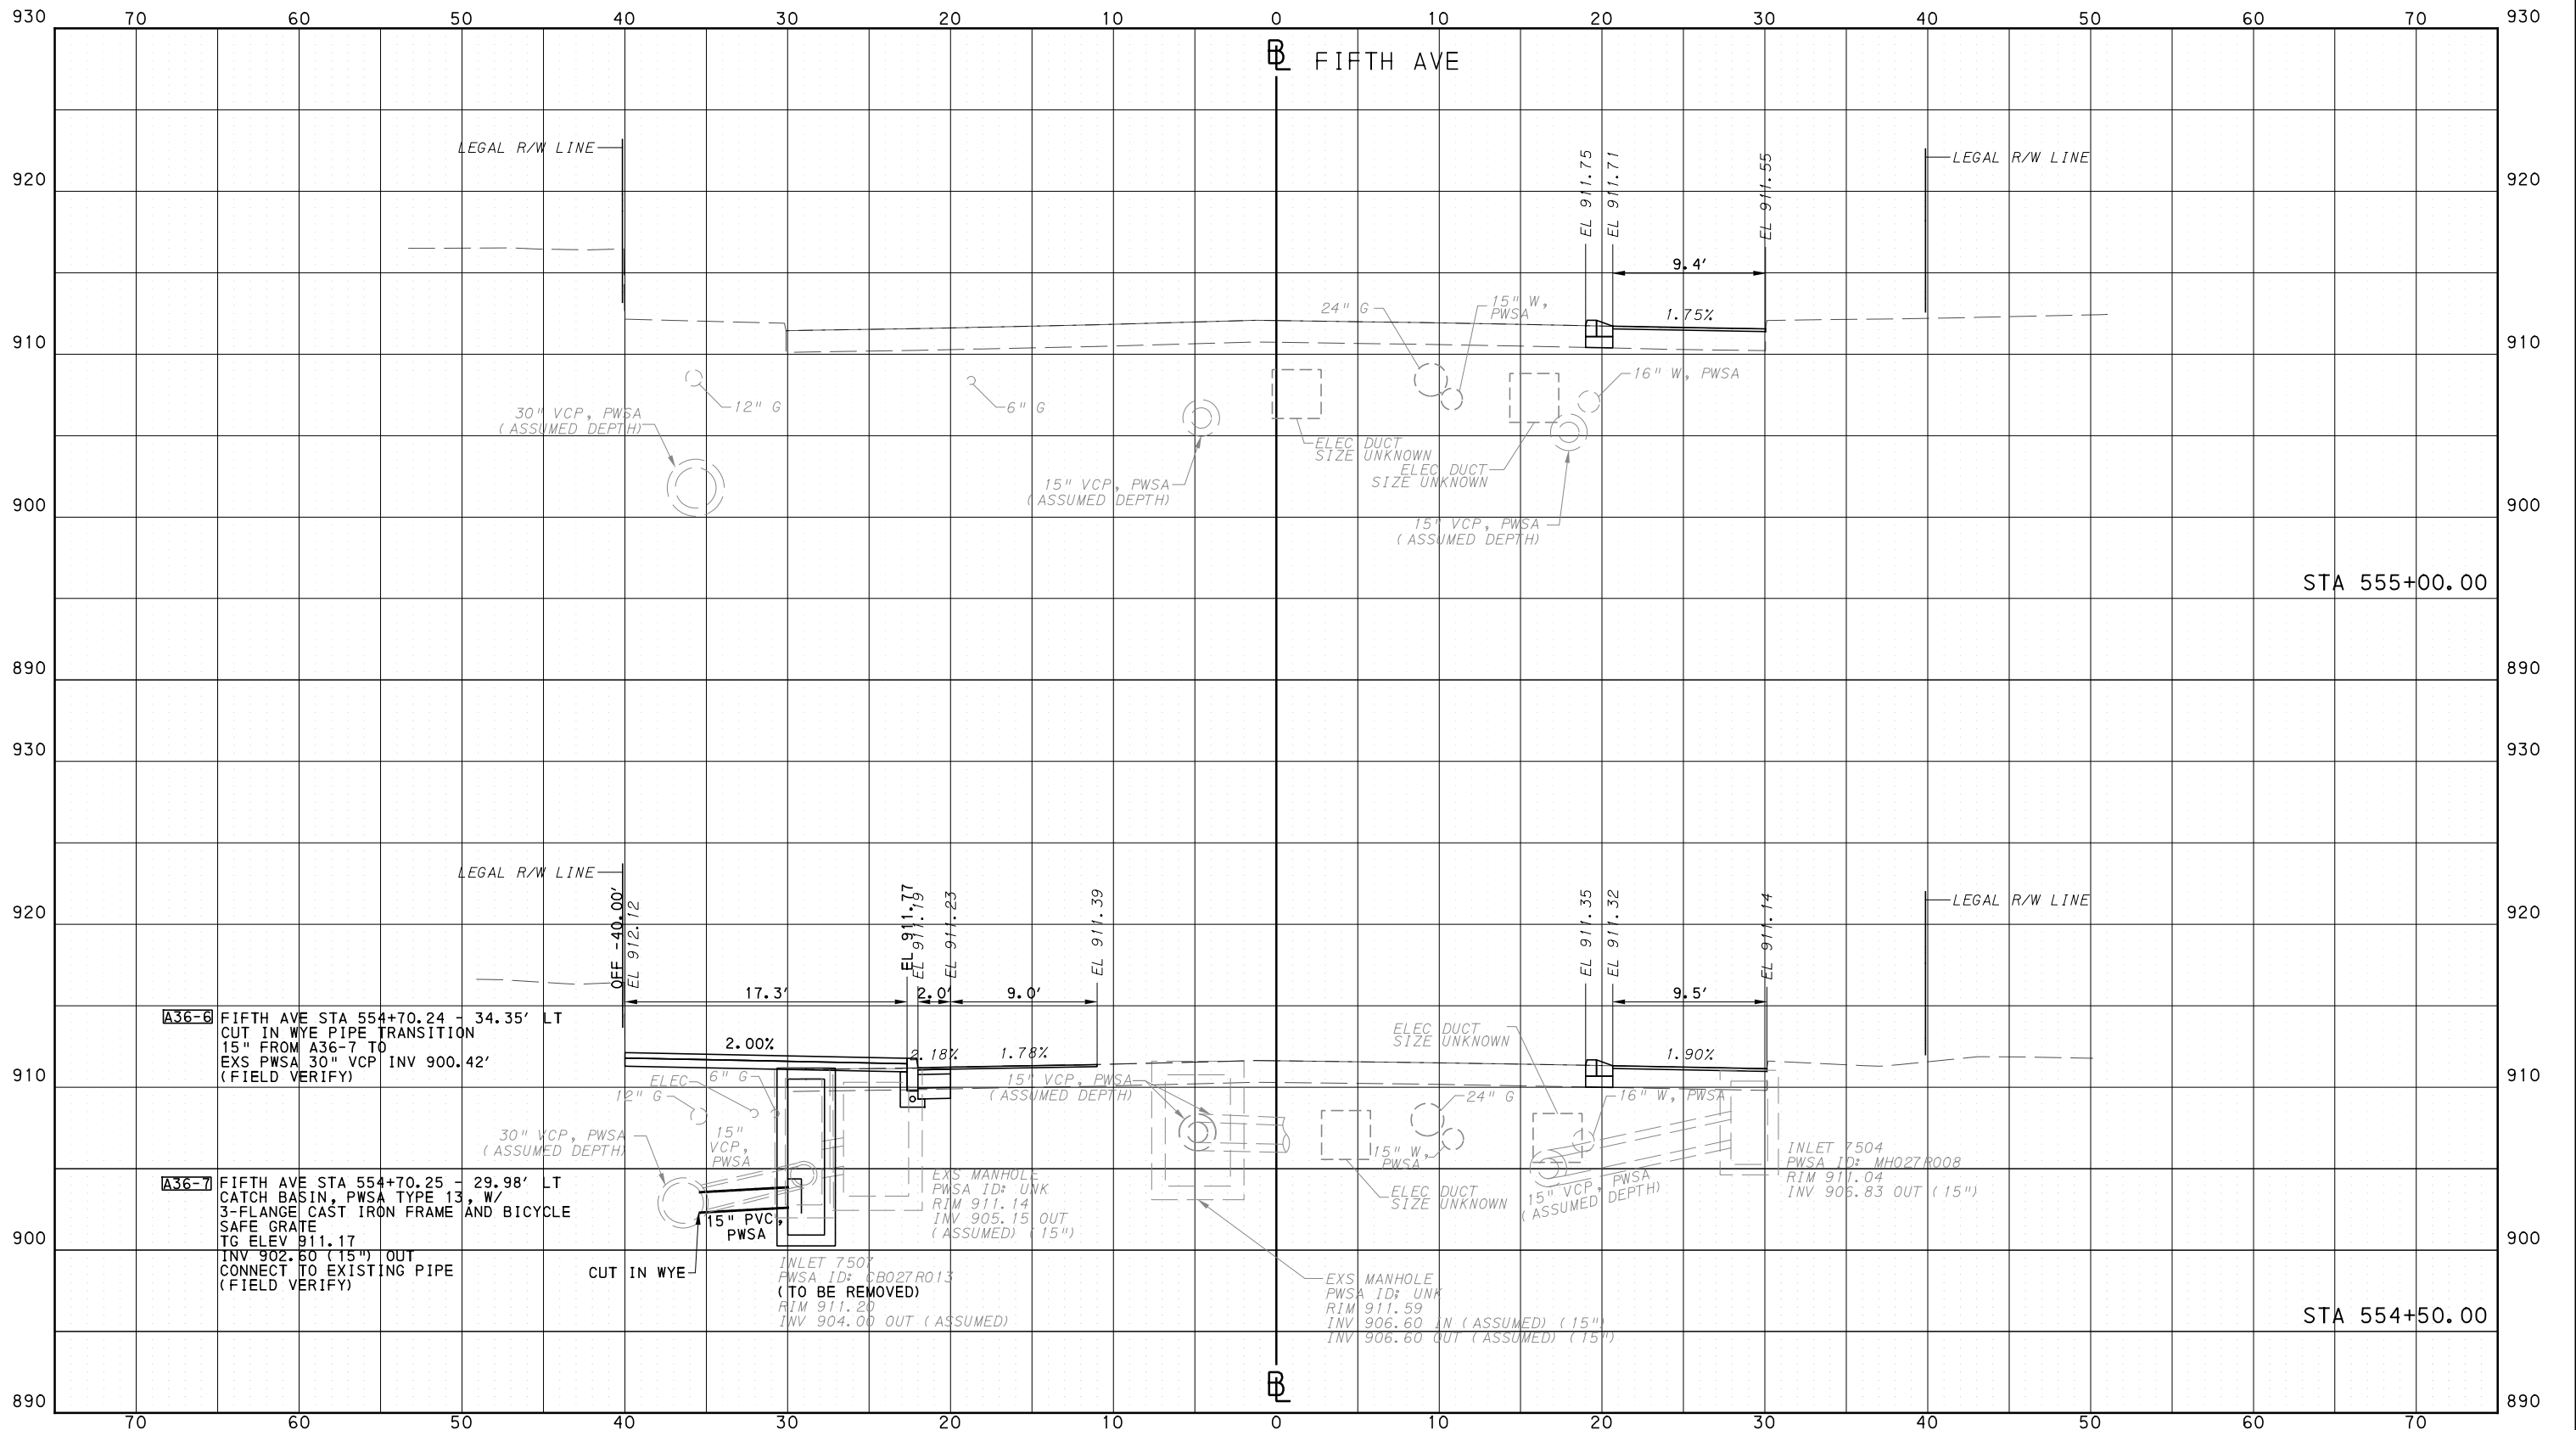 930 70 60 50 40 30 20 10 0 10 20 30 40 50 60 70 930
BL FIFTH AVE
LEGAL R/W LINE
EL 911.75
EL 911.71
EL 911.55
LEGAL R/W LINE
920 920
9.4'
24" G
15" W,
PWSA
1.75%
910 910
16" W, PWSA
12" G
6" G
30" VCP, PWSA
(ASSUMED DEPTH)
ELEC DUCT
SIZE UNKNOWN
ELEC DUCT
SIZE UNKNOWN
15" VCP, PWSA
(ASSUMED DEPTH)
15" VCP, PWSA
(ASSUMED DEPTH)
900 900
STA 555+00.00
890 890
930 930
LEGAL R/W LINE
OFF -40.00'
EL 912.12
EL 911.77
EL 911.19
EL 911.23
EL 911.39
EL 911.35
EL 911.32
EL 911.14
LEGAL R/W LINE
920 920
17.3'
2.0'
9.0'
9.5'
A36-6 FIFTH AVE STA 554+70.24 - 34.35' LT
CUT IN WYE PIPE TRANSITION
15" FROM A36-7 TO
EXS PWSA 30" VCP INV 900.42'
(FIELD VERIFY)
2.00%
2.18%
1.78%
ELEC DUCT
SIZE UNKNOWN
1.90%
910 910
ELEC
6" G
12" G
15" VCP, PWSA
(ASSUMED DEPTH)
24" G
16" W, PWSA
30" VCP, PWSA
(ASSUMED DEPTH)
15"
VCP,
PWSA
15" W,
PWSA
INLET 7504
PWSA ID: MH027R008
RIM 911.04
INV 906.83 OUT (15")
A36-7 FIFTH AVE STA 554+70.25 - 29.98' LT
CATCH BASIN, PWSA TYPE 13, W/
3-FLANGE CAST IRON FRAME AND BICYCLE
SAFE GRATE
TG ELEV 911.17
INV 902.60 (15") OUT
CONNECT TO EXISTING PIPE
(FIELD VERIFY)
EXS MANHOLE
PWSA ID: UNK
RIM 911.14
INV 905.15 OUT
(ASSUMED) (15")
ELEC DUCT
SIZE UNKNOWN
15" VCP, PWSA
(ASSUMED DEPTH)
15" PVC,
PWSA
900 900
CUT IN WYE
INLET 7507
PWSA ID: CB027R013
(TO BE REMOVED)
RIM 911.20
INV 904.00 OUT (ASSUMED)
EXS MANHOLE
PWSA ID: UNK
RIM 911.59
INV 906.60 IN (ASSUMED) (15")
INV 906.60 OUT (ASSUMED) (15")
STA 554+50.00
BL
890 890
70 60 50 40 30 20 10 0 10 20 30 40 50 60 70